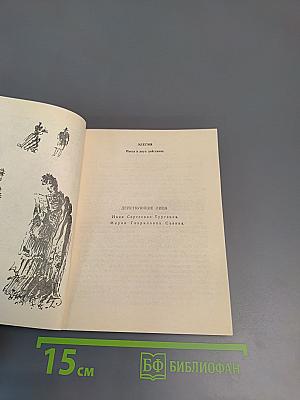 ЭЛЕГИЯ
Пьеса в двух действиях
ДЕЙСТВУЮЩИЕ ЛИЦА
Иван Сергеевич Тургенев.
Мария Гавриловна Савина.
15 см
БФ БИБЛИОФАН